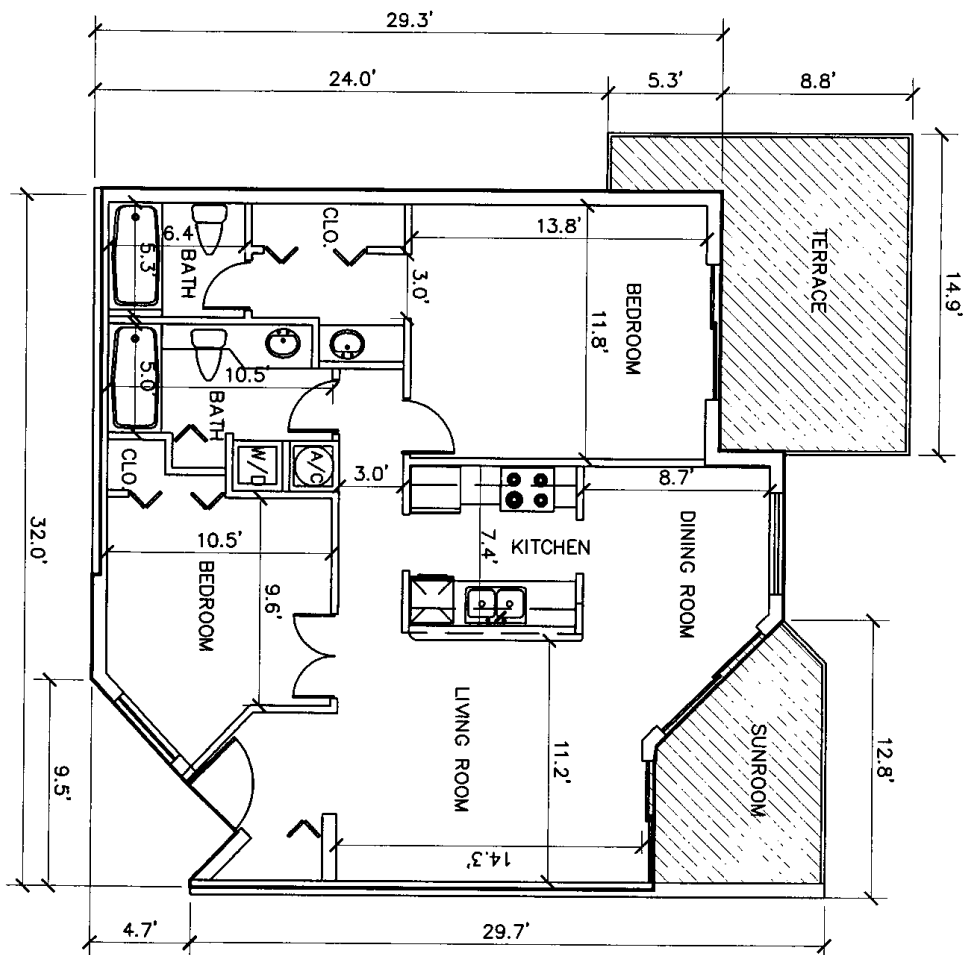 29.3'
24.0'
5.3'
8.8'
14.9'
TERRACE
13.8'
CLO.
6.4
5.3'
BATH
3.0'
BEDROOM
11.8'
5.0'
10.5'
BATH
W/D
A/C
3.0'
8.7'
CLO.
7.4'
KITCHEN
DINING ROOM
32.0'
10.5'
BEDROOM
9.6'
LIVING ROOM
11.2'
SUNROOM
12.8'
9.5'
14.3'
4.7'
29.7'